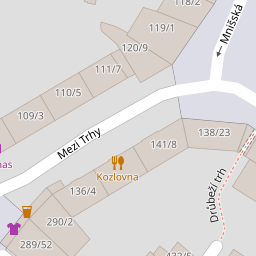 118/2
119/1
120/9
← Mnišská
111/7
110/5
109/3
Mezi Trhy
138/23
141/8
nas
Kozlovna
136/4
Drůbeží trh
290/2
289/52